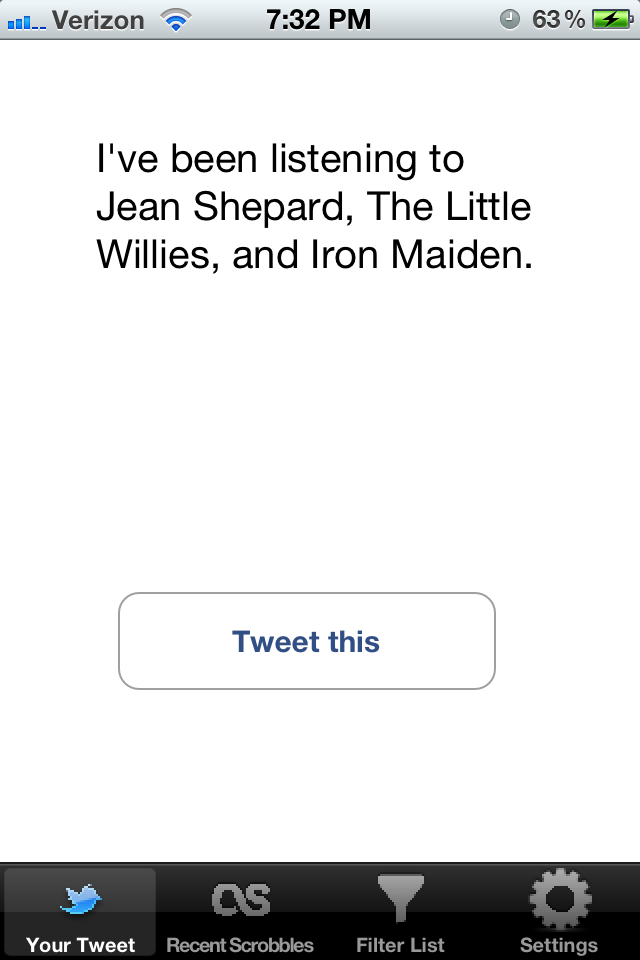 Verizon 7:32 PM 63%
I've been listening to
Jean Shepard, The Little
Willies, and Iron Maiden.
Tweet this
Your Tweet Recent Scrobbles Filter List Settings